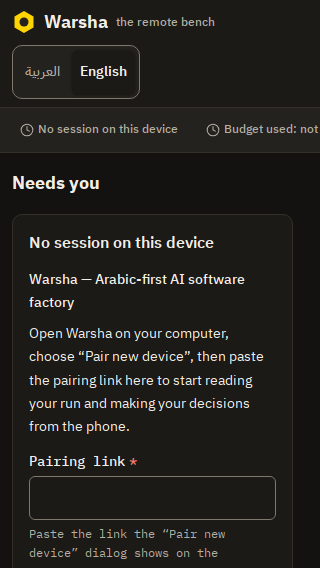 Warsha the remote bench
العربية English
No session on this device Budget used: not
Needs you
No session on this device
Warsha — Arabic-first AI software
factory
Open Warsha on your computer,
choose “Pair new device”, then paste
the pairing link here to start reading
your run and making your decisions
from the phone.
Pairing link *
Paste the link the “Pair new
device” dialog shows on the